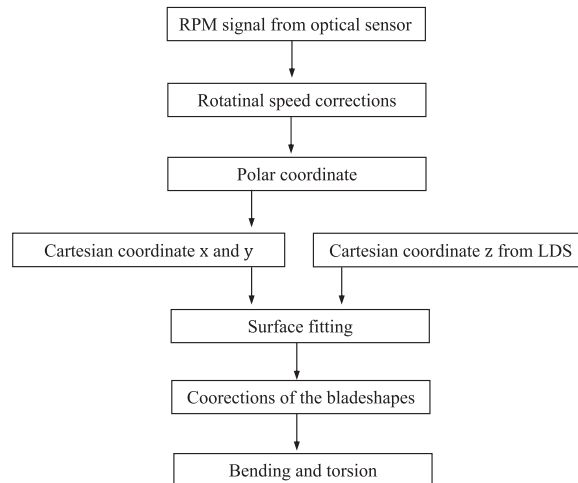 RPM signal from optical sensor
Rotatinal speed corrections
Polar coordinate
Cartesian coordinate x and y
Cartesian coordinate z from LDS
Surface fitting
Coorections of the bladeshapes
Bending and torsion